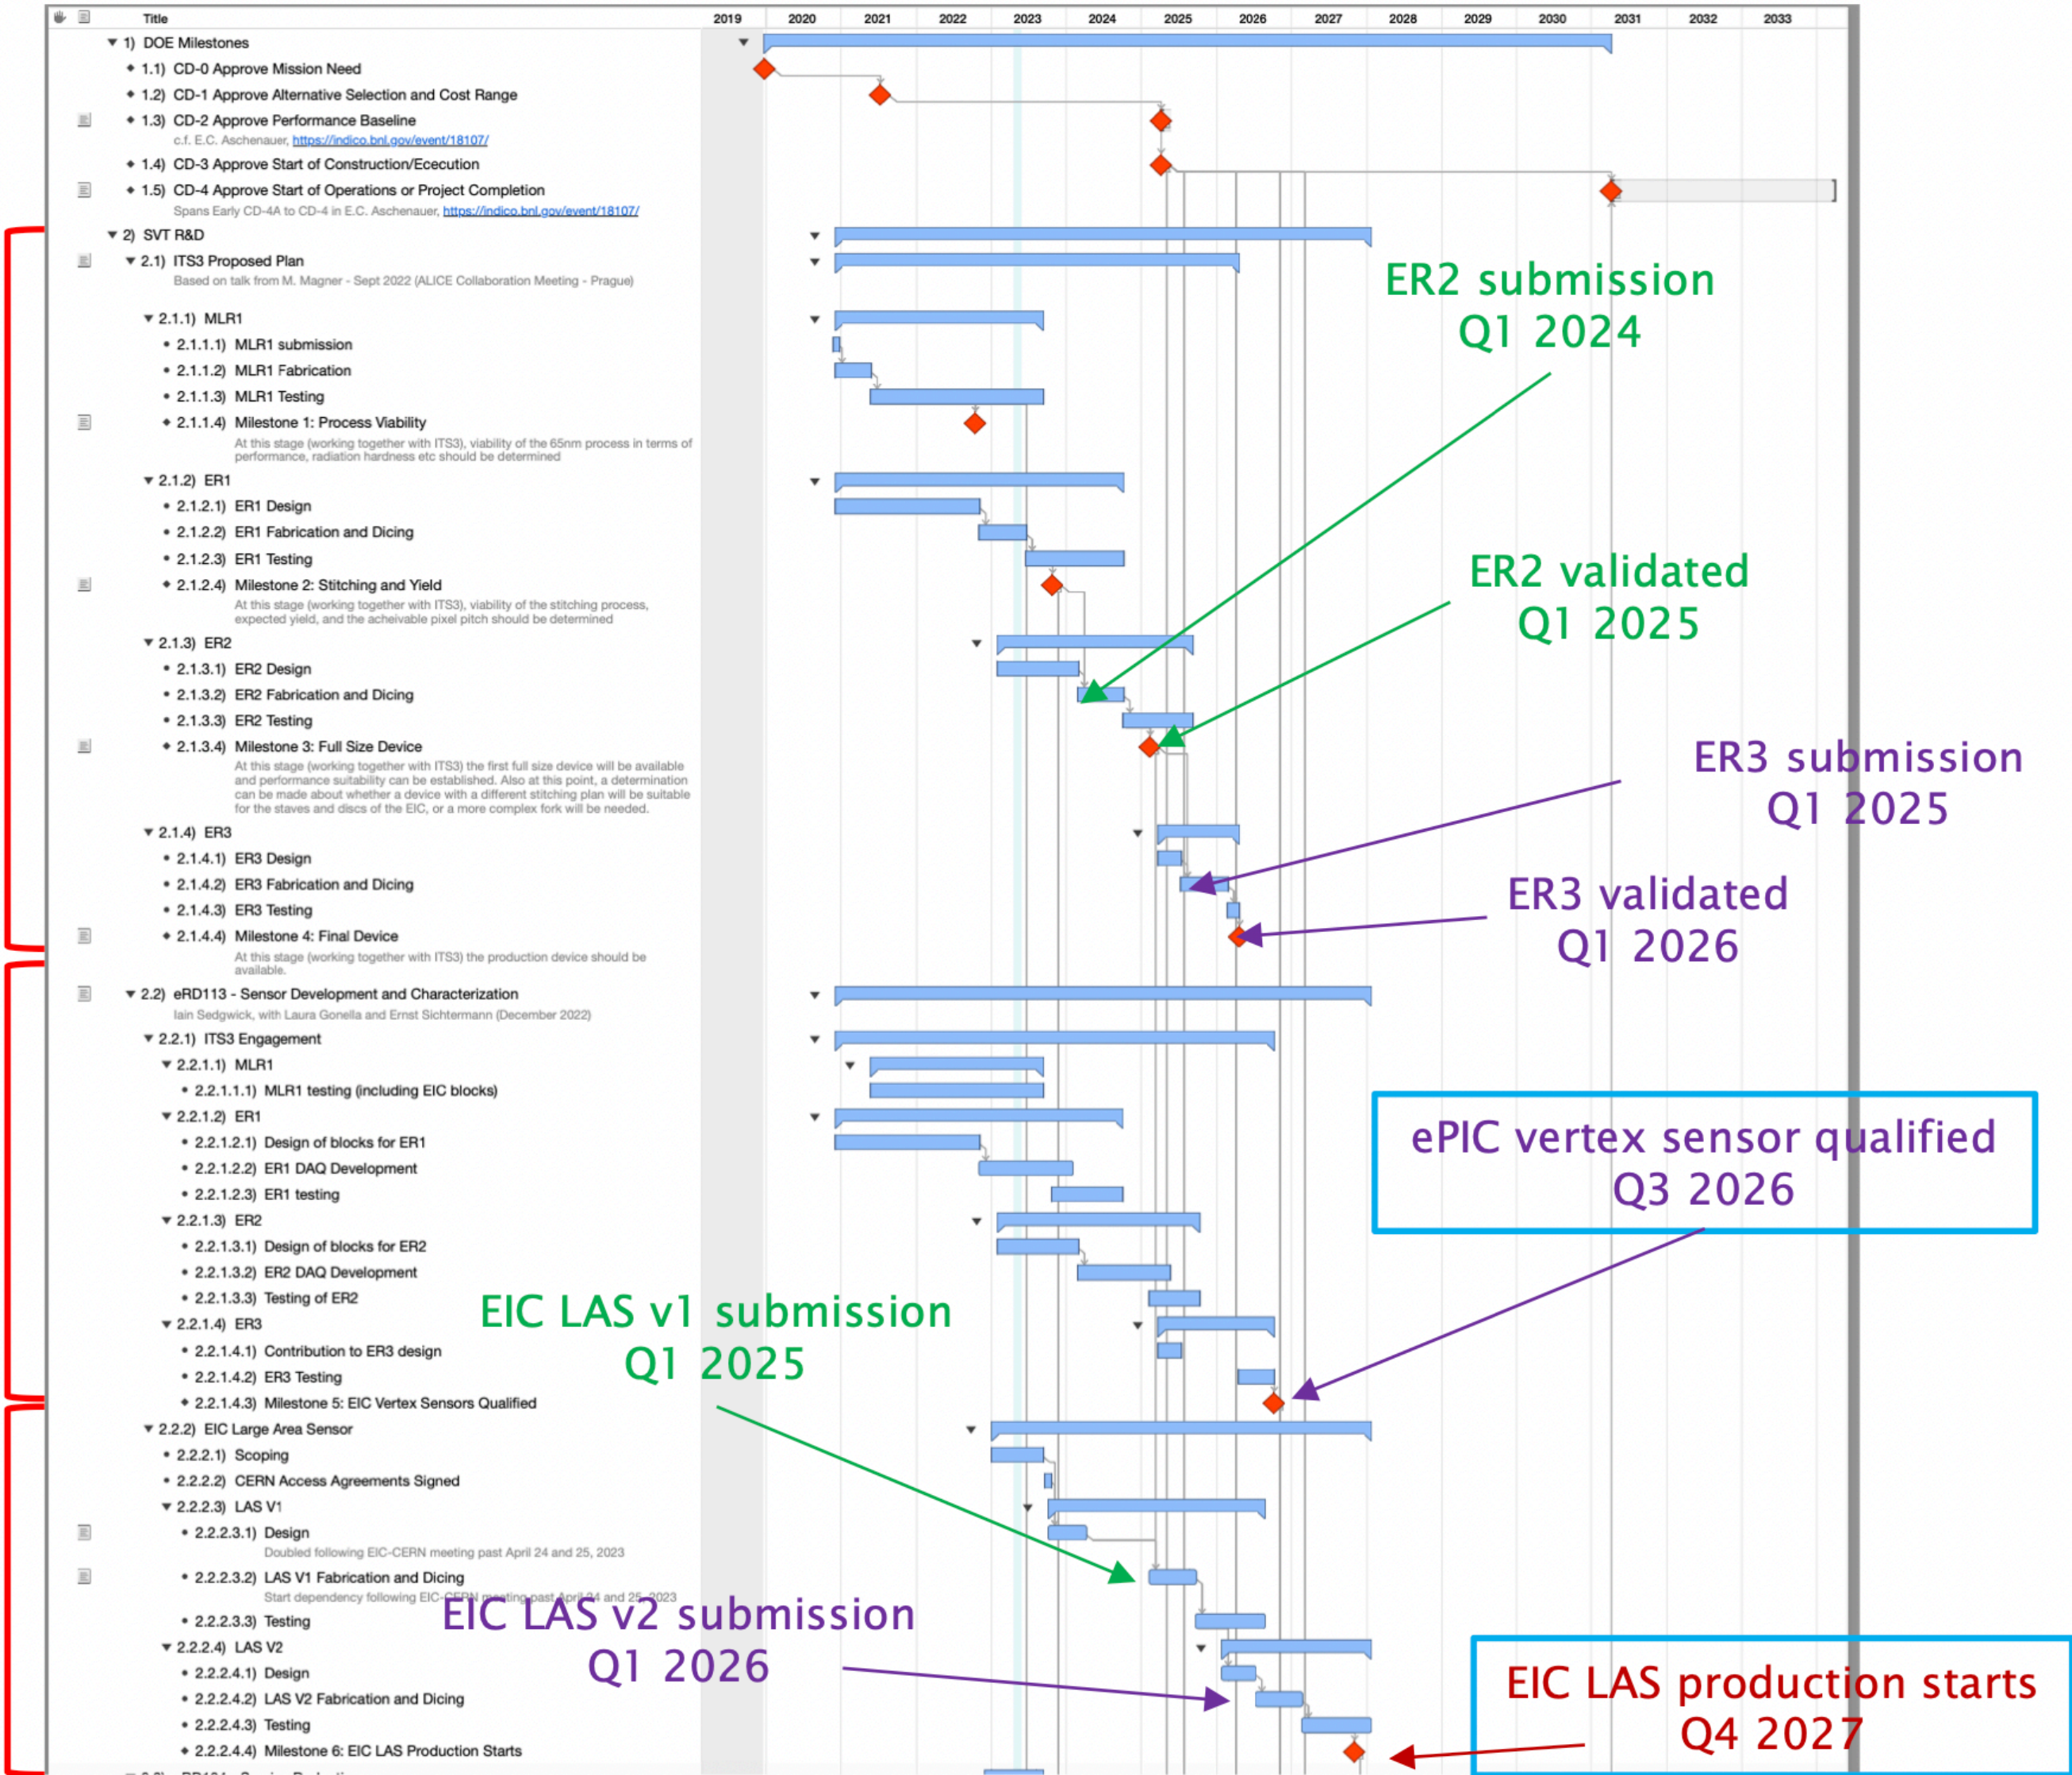 Title 2019 2020 2021 2022 2023 2024 2025 2026 2027 2028 2029 2030 2031 2032 2033
1) DOE Milestones
1.1) CD-0 Approve Mission Need
1.2) CD-1 Approve Alternative Selection and Cost Range
1.3) CD-2 Approve Performance Baseline
c.f. E.C. Aschenauer, https://indico.bnl.gov/event/18107/
1.4) CD-3 Approve Start of Construction/Ececution
1.5) CD-4 Approve Start of Operations or Project Completion
Spans Early CD-4A to CD-4 in E.C. Aschenauer, https://indico.bnl.gov/event/18107/
2) SVT R&D
2.1) ITS3 Proposed Plan
Based on talk from M. Magner - Sept 2022 (ALICE Collaboration Meeting - Prague)
2.1.1) MLR1
2.1.1.1) MLR1 submission
2.1.1.2) MLR1 Fabrication
2.1.1.3) MLR1 Testing
2.1.1.4) Milestone 1: Process Viability
At this stage (working together with ITS3), viability of the 65nm process in terms of
performance, radiation hardness etc should be determined
2.1.2) ER1
2.1.2.1) ER1 Design
2.1.2.2) ER1 Fabrication and Dicing
2.1.2.3) ER1 Testing
2.1.2.4) Milestone 2: Stitching and Yield
At this stage (working together with ITS3), viability of the stitching process,
expected yield, and the acheivable pixel pitch should be determined
2.1.3) ER2
2.1.3.1) ER2 Design
2.1.3.2) ER2 Fabrication and Dicing
2.1.3.3) ER2 Testing
2.1.3.4) Milestone 3: Full Size Device
At this stage (working together with ITS3) the first full size device will be available
and performance suitability can be established. Also at this point, a determination
can be made about whether a device with a different stitching plan will be suitable
for the staves and discs of the EIC, or a more complex fork will be needed.
2.1.4) ER3
2.1.4.1) ER3 Design
2.1.4.2) ER3 Fabrication and Dicing
2.1.4.3) ER3 Testing
2.1.4.4) Milestone 4: Final Device
At this stage (working together with ITS3) the production device should be
available.
2.2) eRD113 - Sensor Development and Characterization
Iain Sedgwick, with Laura Gonella and Ernst Sichtermann (December 2022)
2.2.1) ITS3 Engagement
2.2.1.1) MLR1
2.2.1.1.1) MLR1 testing (including EIC blocks)
2.2.1.2) ER1
2.2.1.2.1) Design of blocks for ER1
2.2.1.2.2) ER1 DAQ Development
2.2.1.2.3) ER1 testing
2.2.1.3) ER2
2.2.1.3.1) Design of blocks for ER2
2.2.1.3.2) ER2 DAQ Development
2.2.1.3.3) Testing of ER2
2.2.1.4) ER3
2.2.1.4.1) Contribution to ER3 design
2.2.1.4.2) ER3 Testing
2.2.1.4.3) Milestone 5: EIC Vertex Sensors Qualified
2.2.2) EIC Large Area Sensor
2.2.2.1) Scoping
2.2.2.2) CERN Access Agreements Signed
2.2.2.3) LAS V1
2.2.2.3.1) Design
Doubled following EIC-CERN meeting past April 24 and 25, 2023
2.2.2.3.2) LAS V1 Fabrication and Dicing
Start dependency following EIC-CERN meeting past April 24 and 25, 2023
2.2.2.3.3) Testing
2.2.2.4) LAS V2
2.2.2.4.1) Design
2.2.2.4.2) LAS V2 Fabrication and Dicing
2.2.2.4.3) Testing
2.2.2.4.4) Milestone 6: EIC LAS Production Starts
ER2 submission
Q1 2024
ER2 validated
Q1 2025
ER3 submission
Q1 2025
ER3 validated
Q1 2026
ePIC vertex sensor qualified
Q3 2026
EIC LAS v1 submission
Q1 2025
EIC LAS v2 submission
Q1 2026
EIC LAS production starts
Q4 2027